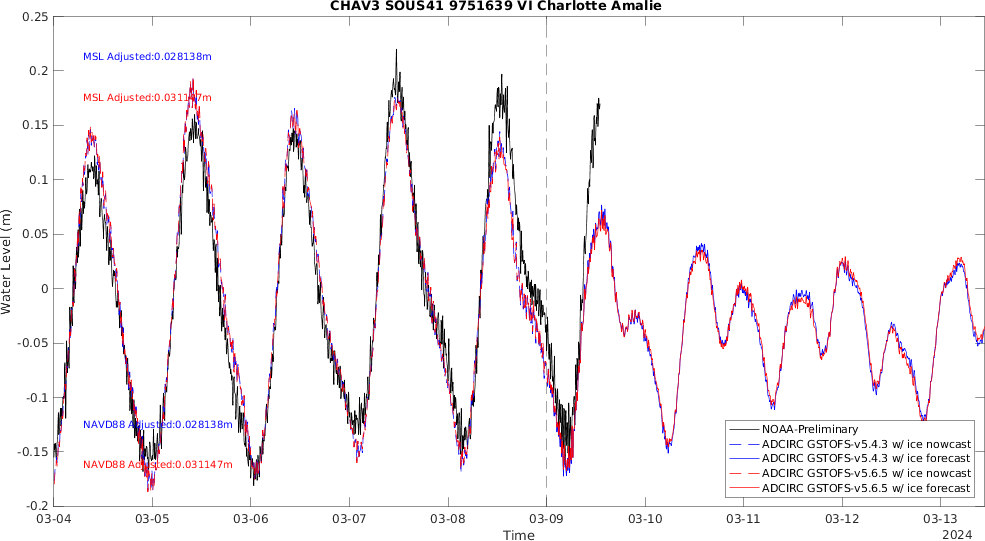 CHAV3 SOUS41 9751639 VI Charlotte Amalie
0.25
0.2
0.15
0.1
0.05
0
-0.05
-0.1
-0.15
-0.2
Water Level (m)
MSL Adjusted:0.028138m
MSL Adjusted:0.031147m
NAVD88 Adjusted:0.028138m
NAVD88 Adjusted:0.031147m
NOAA-Preliminary
ADCIRC GSTOFS-v5.4.3 w/ ice nowcast
ADCIRC GSTOFS-v5.4.3 w/ ice forecast
ADCIRC GSTOFS-v5.6.5 w/ ice nowcast
ADCIRC GSTOFS-v5.6.5 w/ ice forecast
03-04 03-05 03-06 03-07 03-08 03-09 03-10 03-11 03-12 03-13
Time
2024